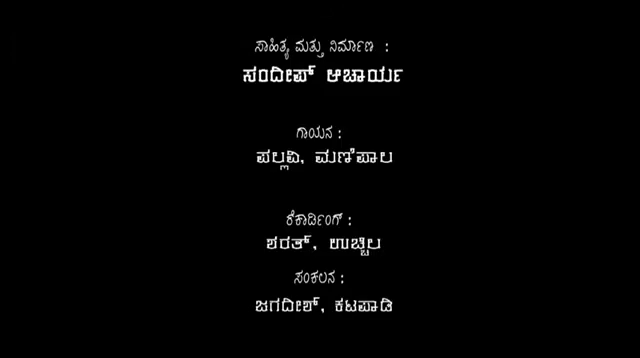 ಸಾಹಿತ್ಯ ಮತ್ತು ನಿರ್ಮಾಣ :
ಸಂದೀಪ್ ಆಚಾರ್ಯ
ಗಾಯನ :
ಪಲ್ಲವಿ, ಮಣಿಪಾಲ
ರೆಕಾರ್ಡಿಂಗ್ :
ಶರತ್, ಉಚ್ಚಿಲ
ಸಂಕಲನ :
ಜಗದೀಶ್, ಕಟಪಾಡಿ